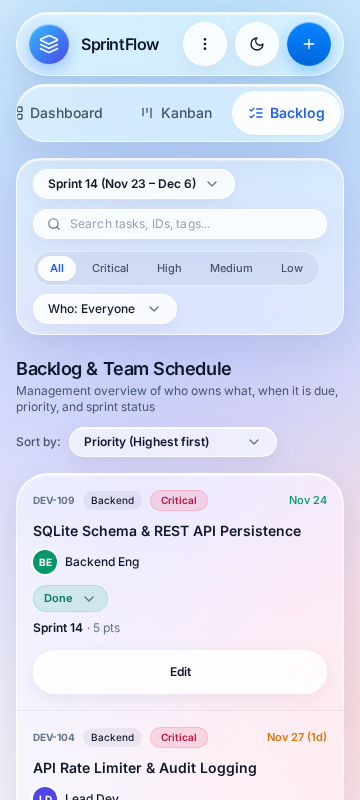 SprintFlow
Dashboard Kanban Backlog
Sprint 14 (Nov 23 – Dec 6)
Search tasks, IDs, tags...
All Critical High Medium Low
Who: Everyone
Backlog & Team Schedule
Management overview of who owns what, when it is due,
priority, and sprint status
Sort by: Priority (Highest first)
DEV-109 Backend Critical Nov 24
SQLite Schema & REST API Persistence
BE Backend Eng
Done
Sprint 14 · 5 pts
Edit
DEV-104 Backend Critical Nov 27 (1d)
API Rate Limiter & Audit Logging
LD Lead Dev